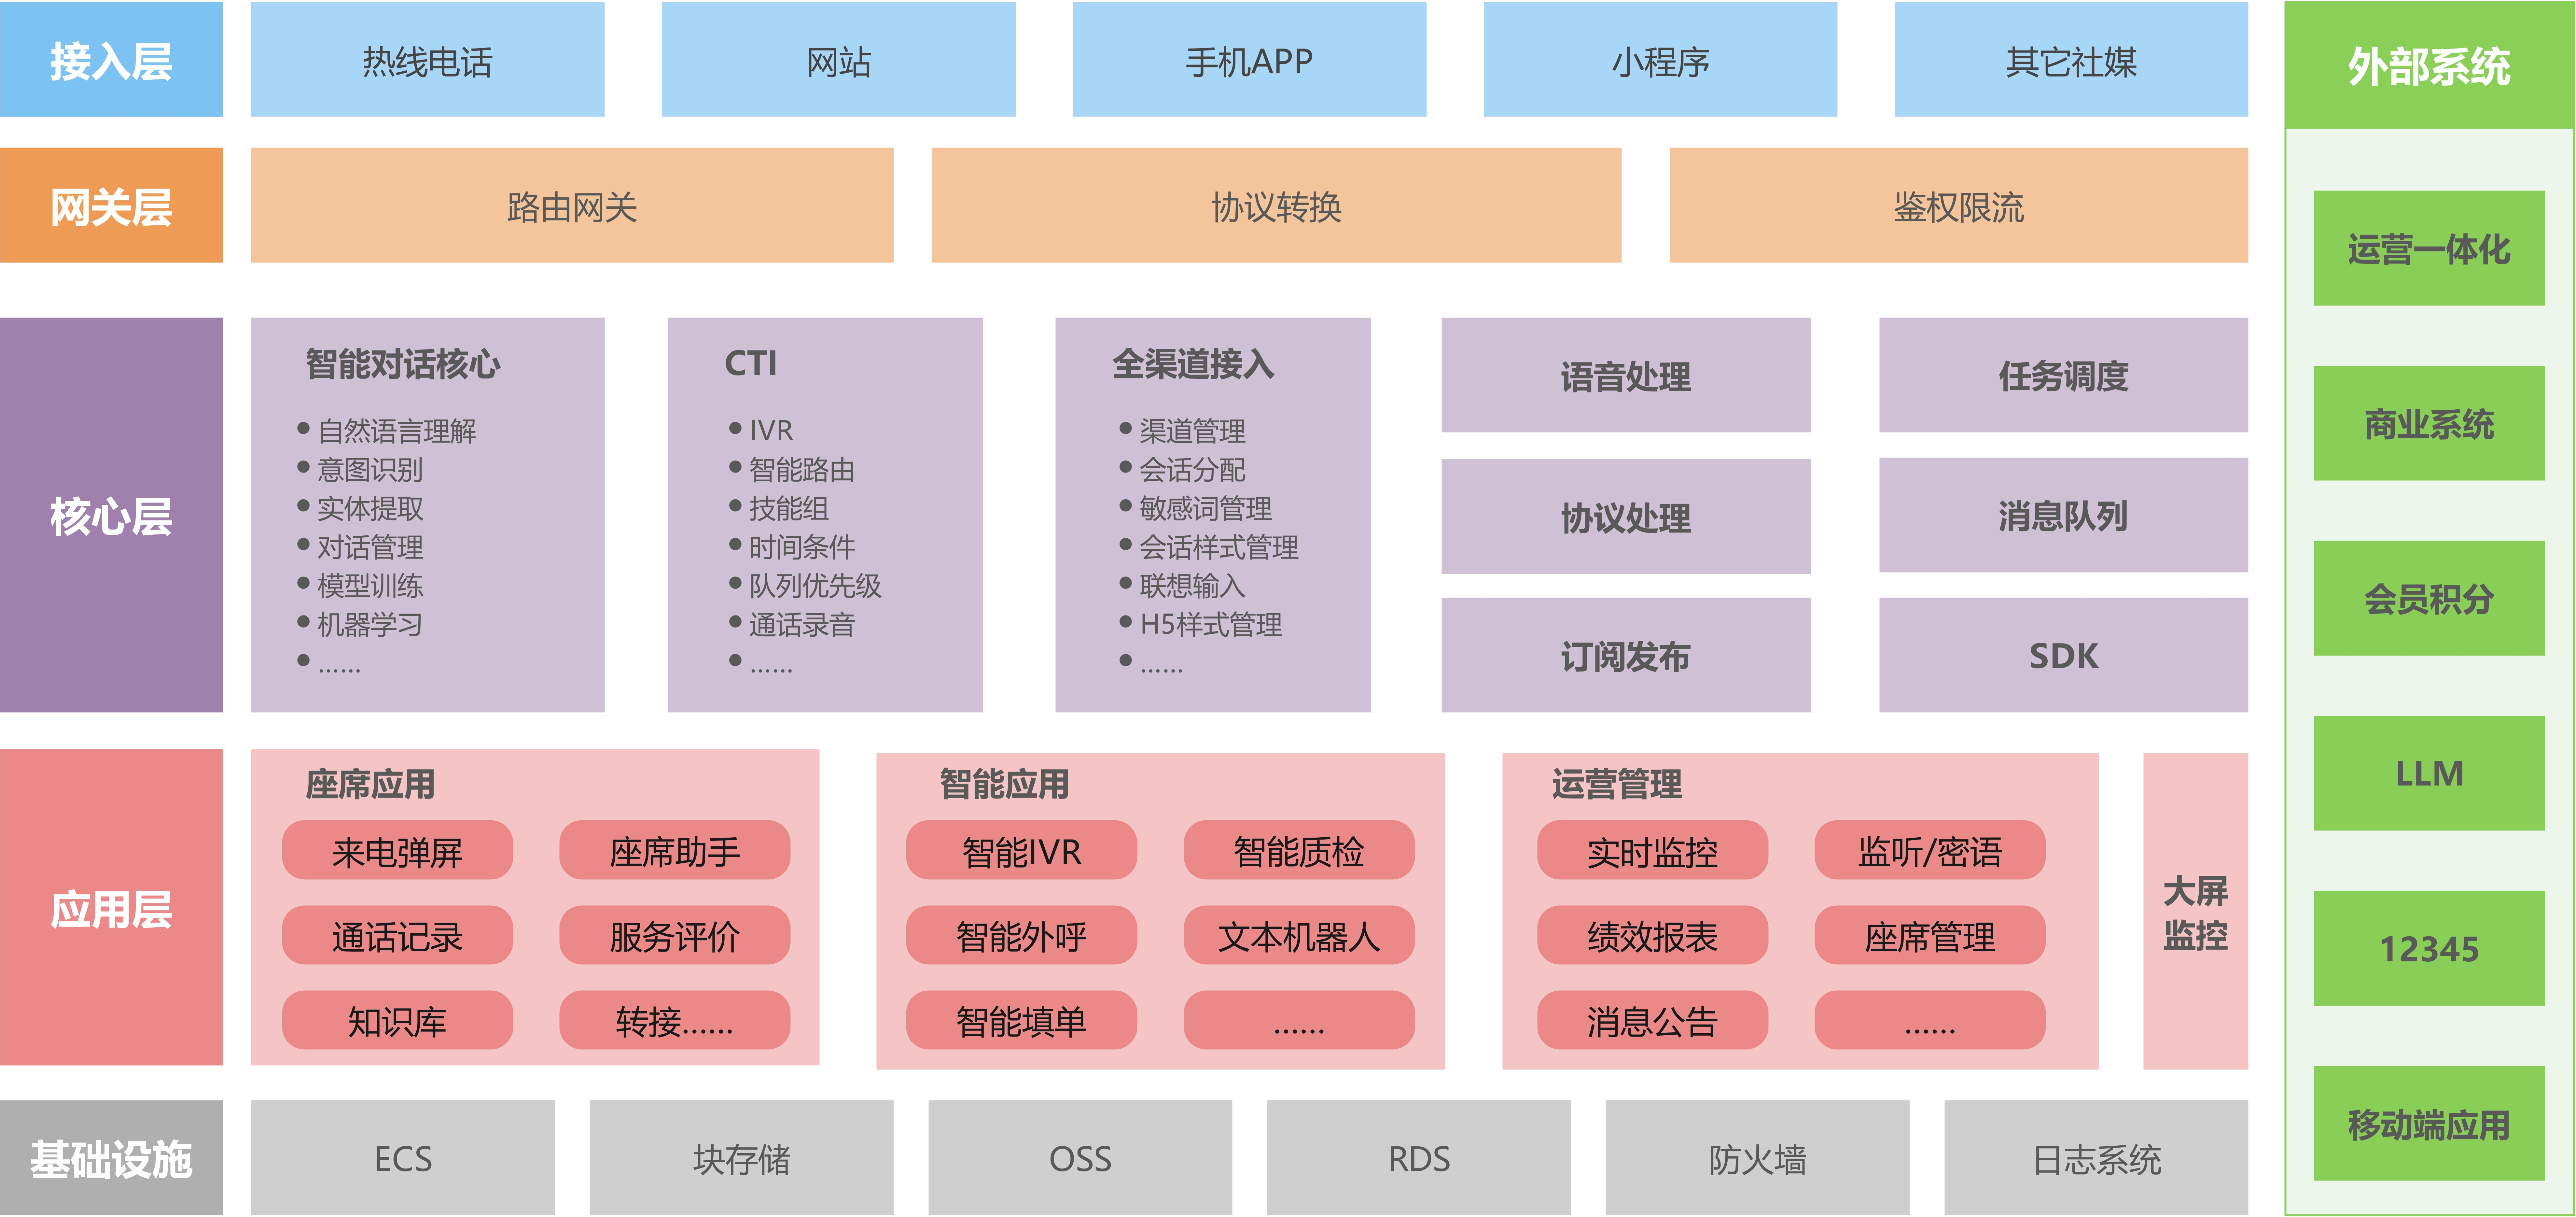 接入层
热线电话
网站
手机APP
小程序
其它社媒
网关层
路由网关
协议转换
鉴权限流
核心层
智能对话核心
• 自然语言理解
• 意图识别
• 实体提取
• 对话管理
• 模型训练
• 机器学习
• ……
CTI
• IVR
• 智能路由
• 技能组
• 时间条件
• 队列优先级
• 通话录音
• ……
全渠道接入
• 渠道管理
• 会话分配
• 敏感词管理
• 会话样式管理
• 联想输入
• H5样式管理
• ……
语音处理
任务调度
协议处理
消息队列
订阅发布
SDK
应用层
座席应用
来电弹屏
座席助手
通话记录
服务评价
知识库
转接……
智能应用
智能IVR
智能质检
智能外呼
文本机器人
智能填单
……
运营管理
实时监控
监听/密语
绩效报表
座席管理
消息公告
……
大屏
监控
基础设施
ECS
块存储
OSS
RDS
防火墙
日志系统
外部系统
运营一体化
商业系统
会员积分
LLM
12345
移动端应用